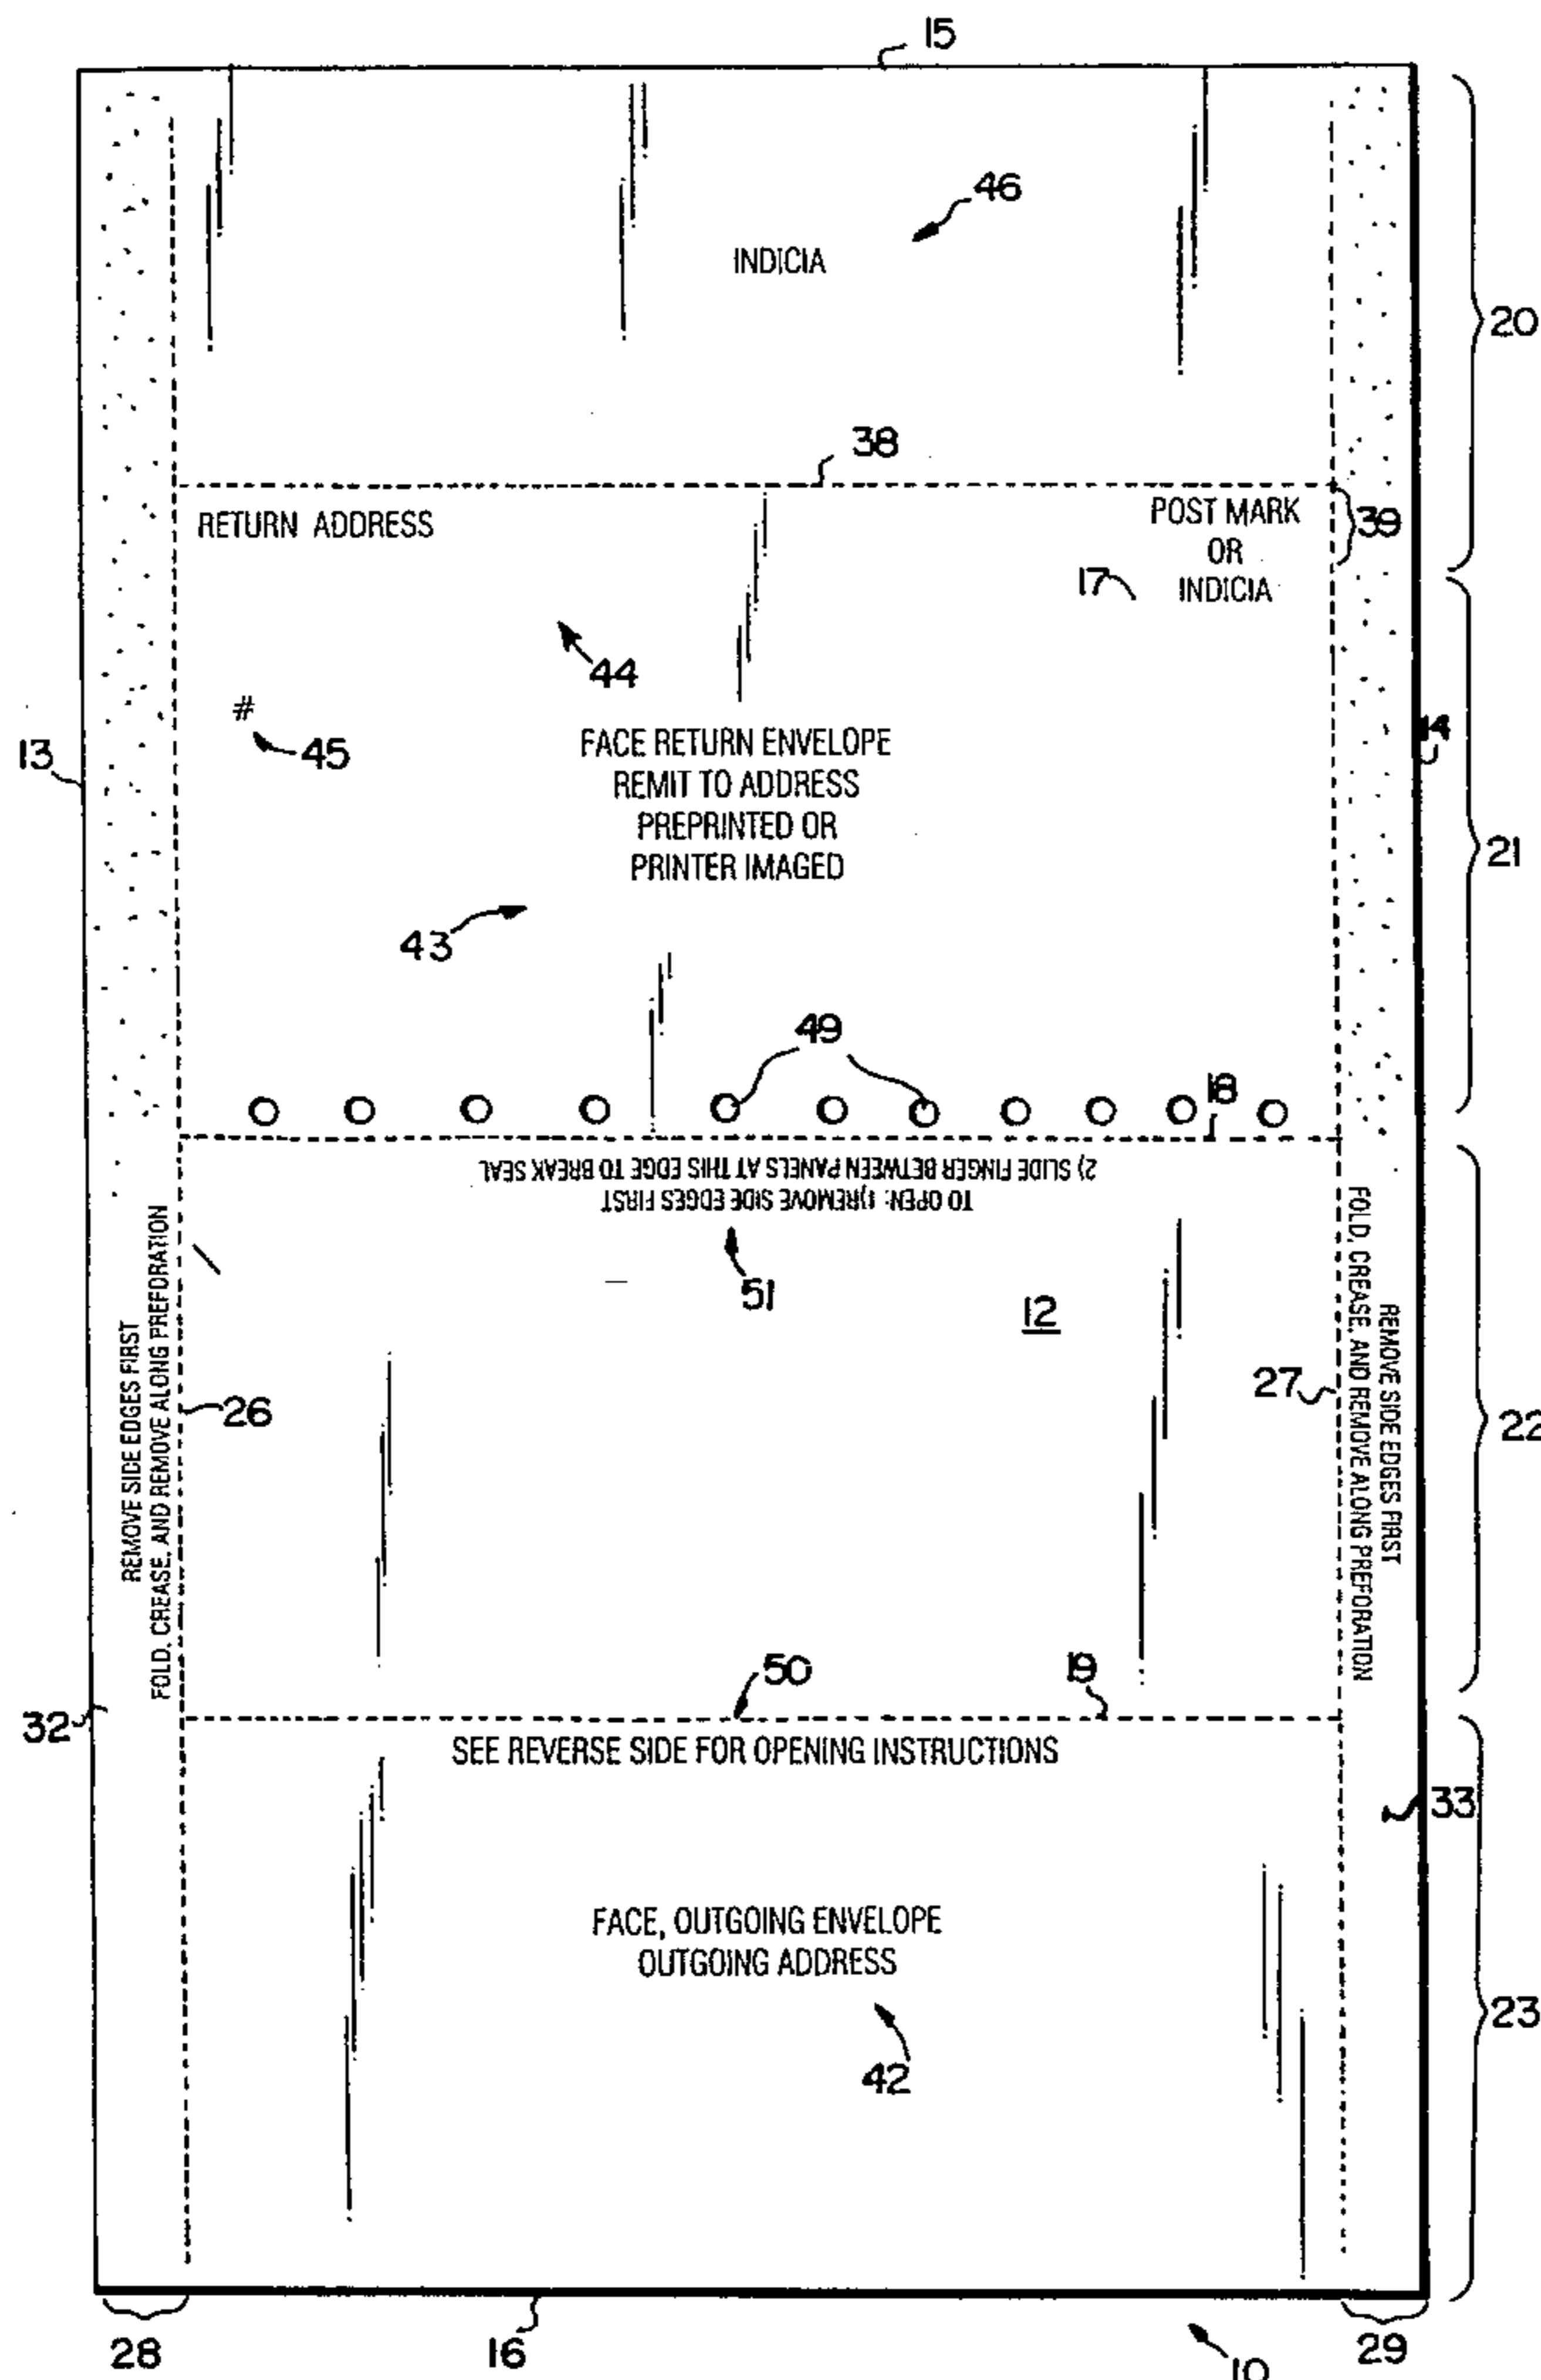 15
46
INDICIA
20
38
RETURN ADDRESS
POST MARK
OR
INDICIA
39
17
44
#
45
13
14
FACE RETURN ENVELOPE
REMIT TO ADDRESS
PREPRINTED OR
PRINTER IMAGED
21
43
49
18
TO OPEN: 1)REMOVE SIDE EDGES FIRST
2) SLIDE FINGER BETWEEN PANELS AT THIS EDGE TO BREAK SEAL
51
12
REMOVE SIDE EDGES FIRST
FOLD, CREASE, AND REMOVE ALONG PREFORATION
26
27
REMOVE SIDE EDGES FIRST
FOLD, CREASE, AND REMOVE ALONG PREFORATION
22
50
19
32
SEE REVERSE SIDE FOR OPENING INSTRUCTIONS
33
FACE, OUTGOING ENVELOPE
OUTGOING ADDRESS
23
42
28
16
10
29